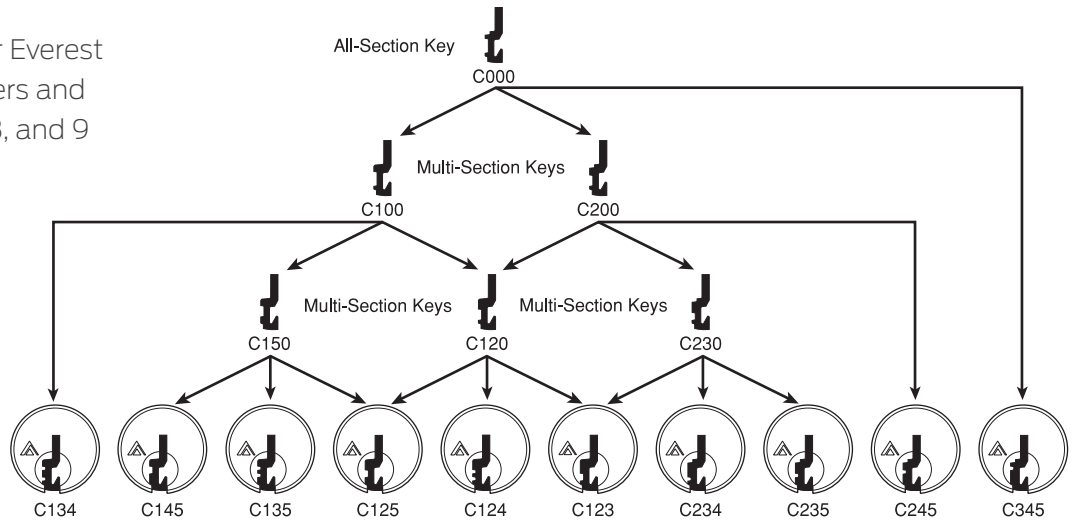 r Everest
ers and
3, and 9
All-Section Key
C000
Multi-Section Keys
C100
C200
Multi-Section Keys
Multi-Section Keys
C150
C120
C230
C134
C145
C135
C125
C124
C123
C234
C235
C245
C345